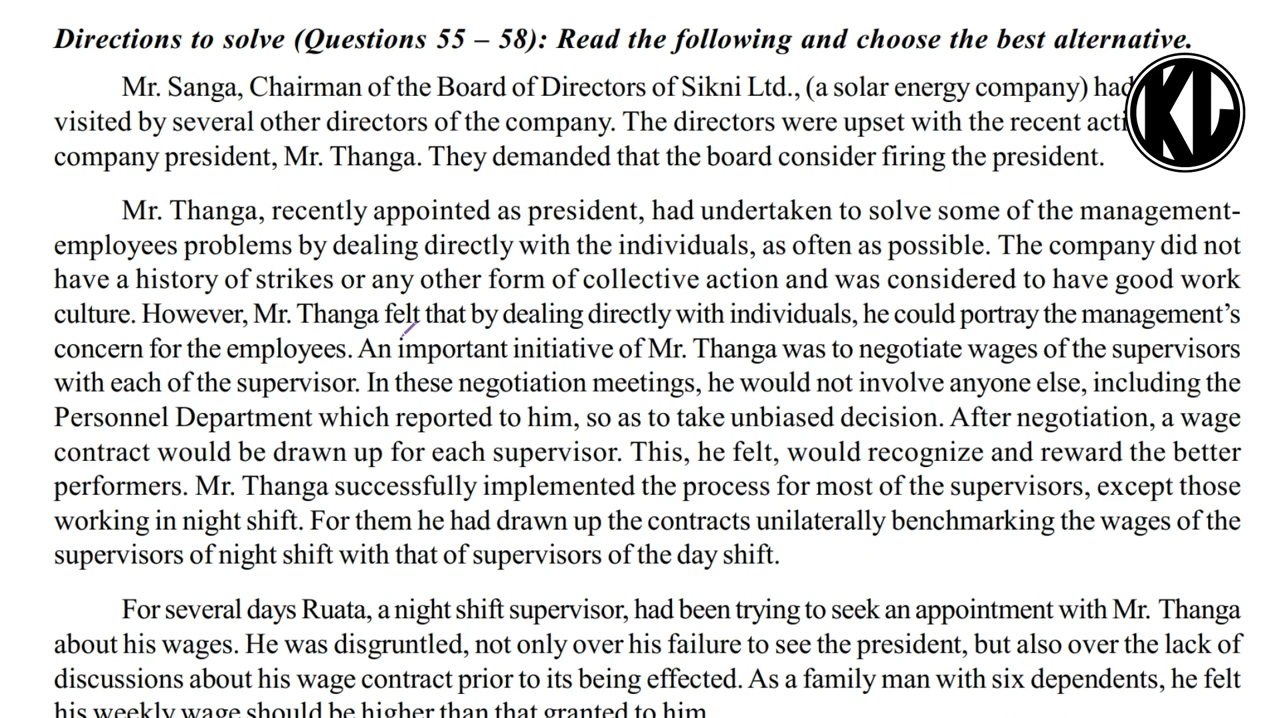 Directions to solve (Questions 55 – 58): Read the following and choose the best alternative.
Mr. Sanga, Chairman of the Board of Directors of Sikni Ltd., (a solar energy company) had
visited by several other directors of the company. The directors were upset with the recent
company president, Mr. Thanga. They demanded that the board consider firing the president.
Mr. Thanga, recently appointed as president, had undertaken to solve some of the management-
employees problems by dealing directly with the individuals, as often as possible. The company did not
have a history of strikes or any other form of collective action and was considered to have good work
culture. However, Mr. Thanga felt that by dealing directly with individuals, he could portray the management’s
concern for the employees. An important initiative of Mr. Thanga was to negotiate wages of the supervisors
with each of the supervisor. In these negotiation meetings, he would not involve anyone else, including the
Personnel Department which reported to him, so as to take unbiased decision. After negotiation, a wage
contract would be drawn up for each supervisor. This, he felt, would recognize and reward the better
performers. Mr. Thanga successfully implemented the process for most of the supervisors, except those
working in night shift. For them he had drawn up the contracts unilaterally benchmarking the wages of the
supervisors of night shift with that of supervisors of the day shift.
For several days Ruata, a night shift supervisor, had been trying to seek an appointment with Mr. Thanga
about his wages. He was disgruntled, not only over his failure to see the president, but also over the lack of
discussions about his wage contract prior to its being effected. As a family man with six dependents, he felt
his weekly wage should be higher than that granted to him.